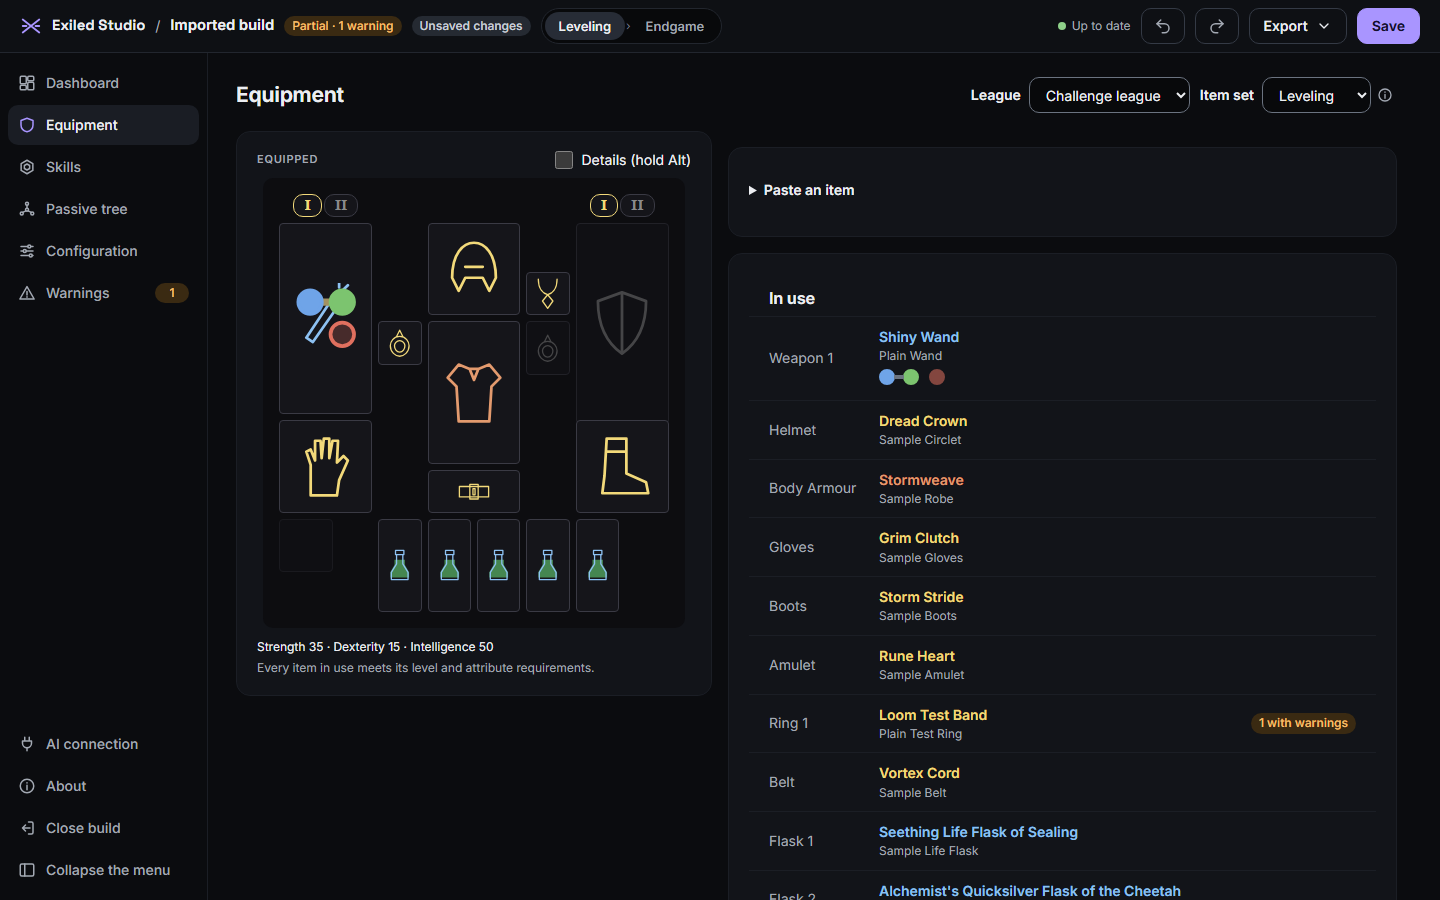 Exiled Studio / Imported build Partial · 1 warning Unsaved changes Leveling › Endgame Up to date Export Save
Dashboard
Equipment
Skills
Passive tree
Configuration
Warnings 1
AI connection
About
Close build
Collapse the menu
Equipment League Challenge league Item set Leveling
EQUIPPED Details (hold Alt)
I II I II
Strength 35 · Dexterity 15 · Intelligence 50
Every item in use meets its level and attribute requirements.
Paste an item
In use
Weapon 1
Shiny Wand
Plain Wand
Helmet
Dread Crown
Sample Circlet
Body Armour
Stormweave
Sample Robe
Gloves
Grim Clutch
Sample Gloves
Boots
Storm Stride
Sample Boots
Amulet
Rune Heart
Sample Amulet
Ring 1
Loom Test Band
Plain Test Ring
1 with warnings
Belt
Vortex Cord
Sample Belt
Flask 1
Seething Life Flask of Sealing
Sample Life Flask
Flask 2
Alchemist's Quicksilver Flask of the Cheetah